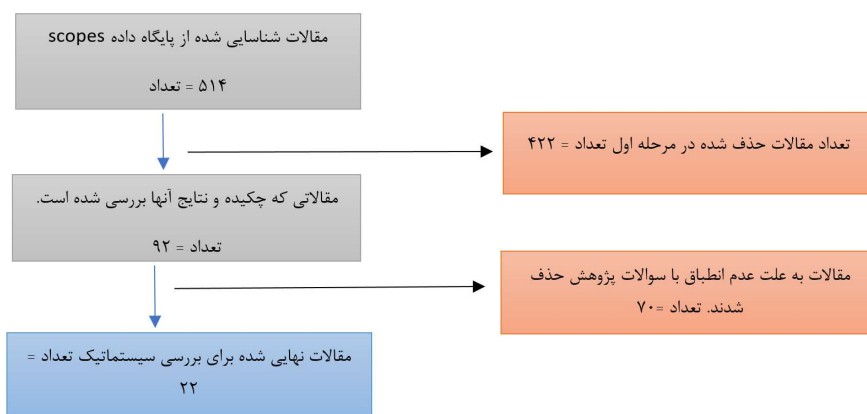 مقالات شناسایی شده از پایگاه داده scopes
تعداد = ۵۱۴
تعداد مقالات حذف شده در مرحله اول تعداد = ۴۲۲
مقالاتی که چکیده و نتایج آنها بررسی شده است.
تعداد = ۹۲
مقالات به علت عدم انطباق با سوالات پژوهش حذف
شدند. تعداد =۷۰
مقالات نهایی شده برای بررسی سیستماتیک تعداد =
۲۲